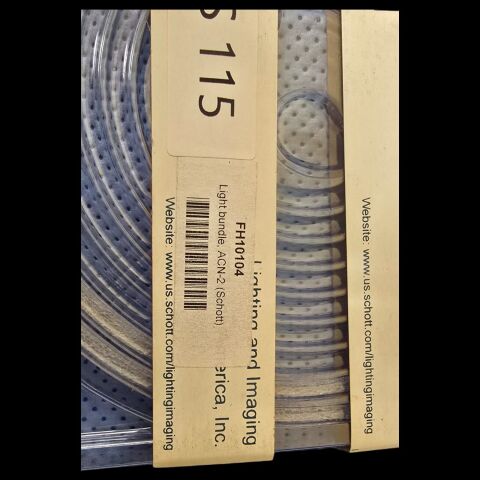 S 115
FH10104
Light bundle, ACN-2 (Schott)
Lighting and Imaging
erica, Inc.
Website: www.us.schott.com/lightingimaging
Website: www.us.schott.com/lightingimaging